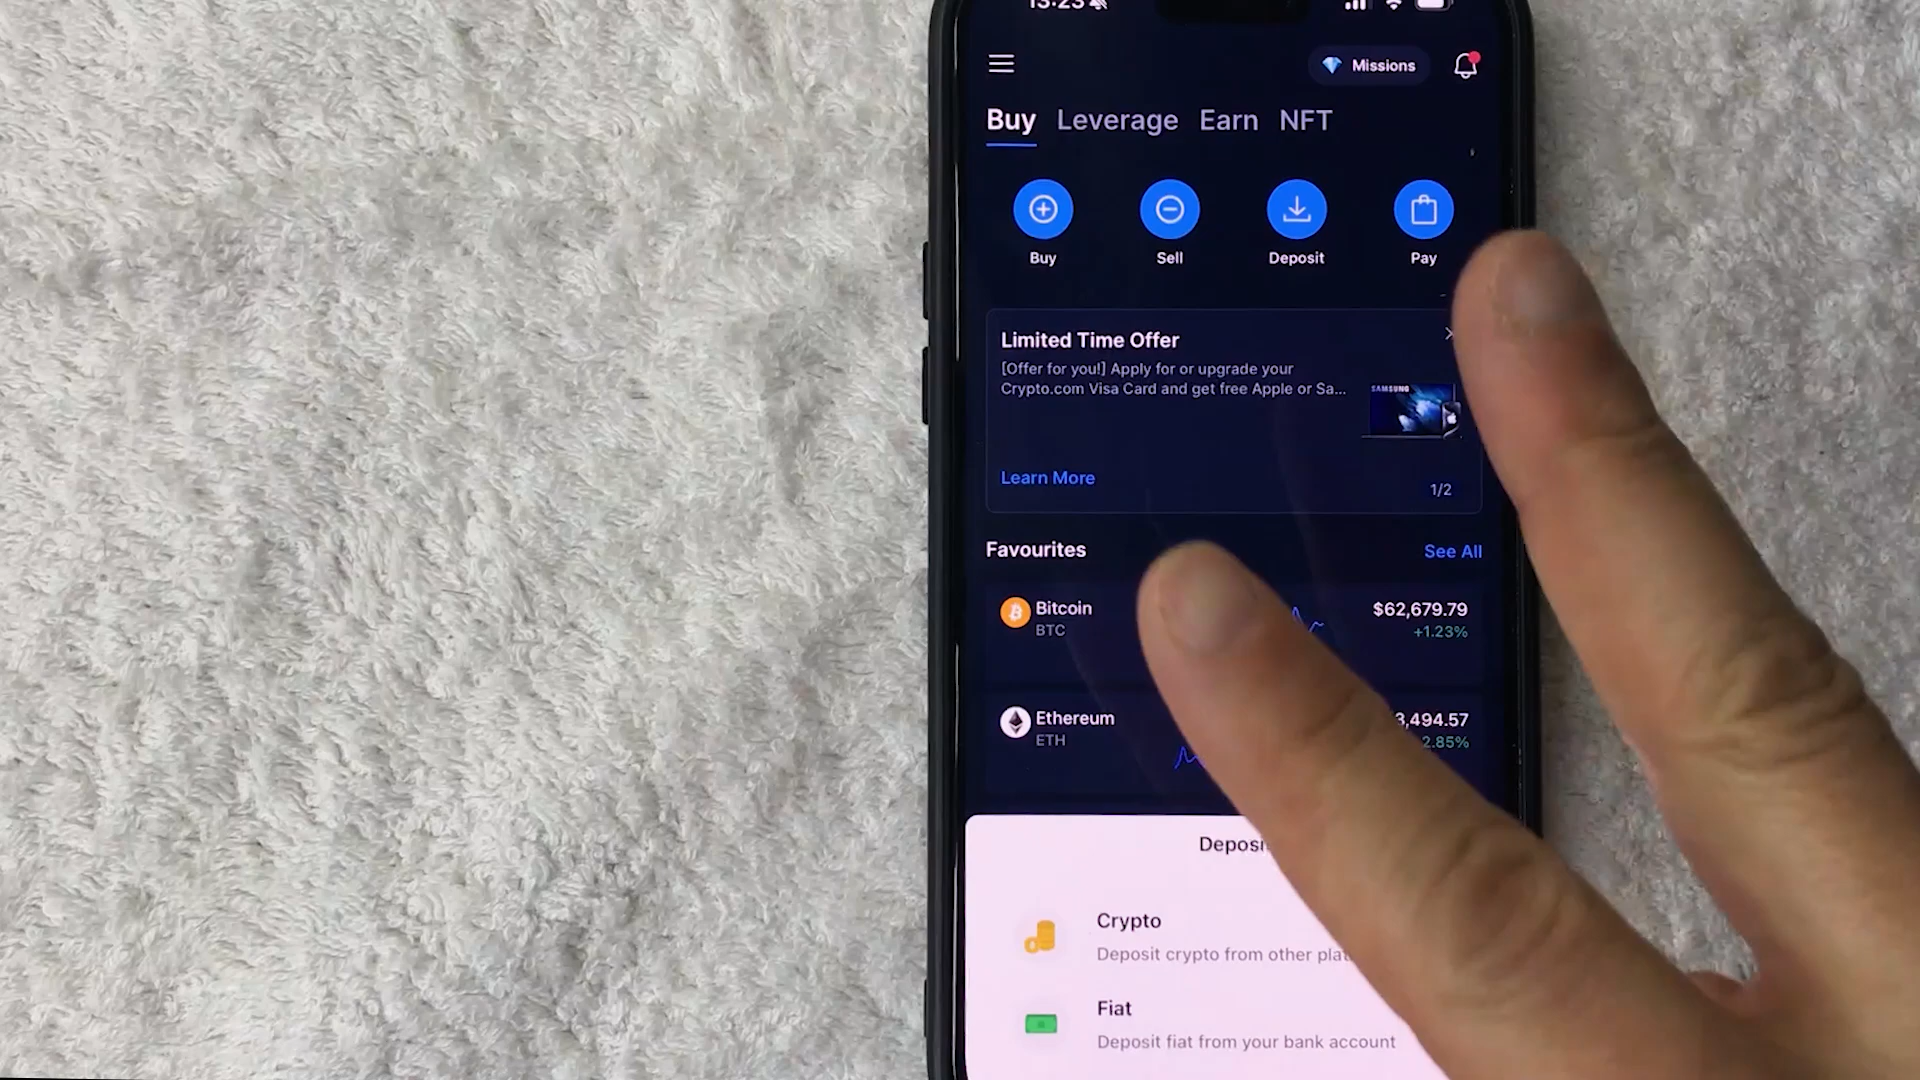 13:23
Missions
Buy Leverage Earn NFT
Buy Sell Deposit Pay
Limited Time Offer
[Offer for you!] Apply for or upgrade your
Crypto.com Visa Card and get free Apple or Sa...
SAMSUNG
Learn More
1/2
Favourites See All
Bitcoin $62,679.79
BTC +1.23%
Ethereum 3,494.57
ETH 2.85%
Crypto
Deposit crypto from other
Fiat
Deposit fiat from your bank account